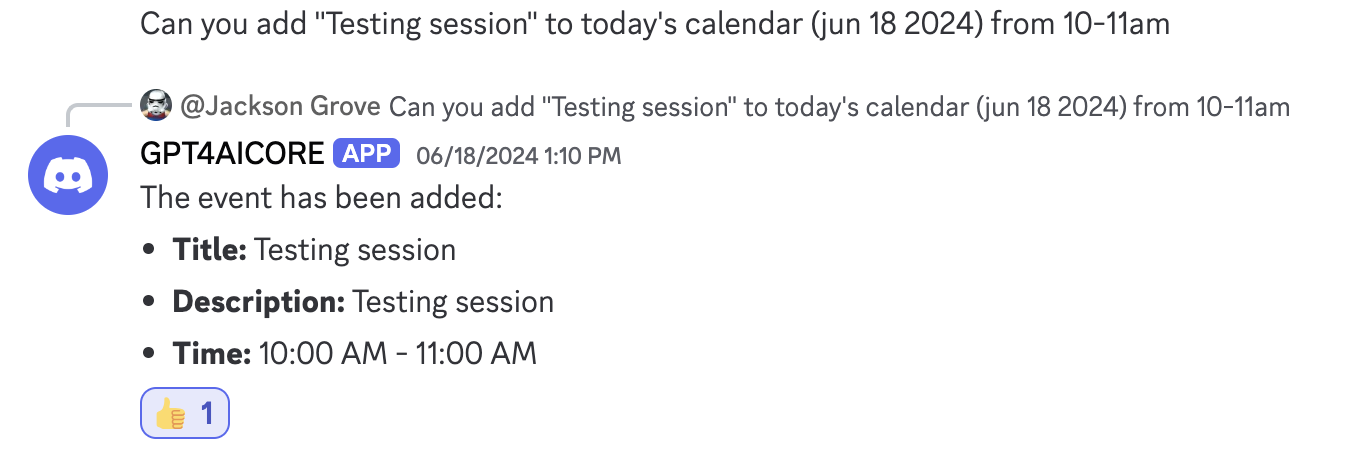 Can you add "Testing session" to today's calendar (jun 18 2024) from 10-11am
@Jackson Grove Can you add "Testing session" to today's calendar (jun 18 2024) from 10-11am
GPT4AICORE APP 06/18/2024 1:10 PM
The event has been added:
• Title: Testing session
• Description: Testing session
• Time: 10:00 AM - 11:00 AM
👍 1